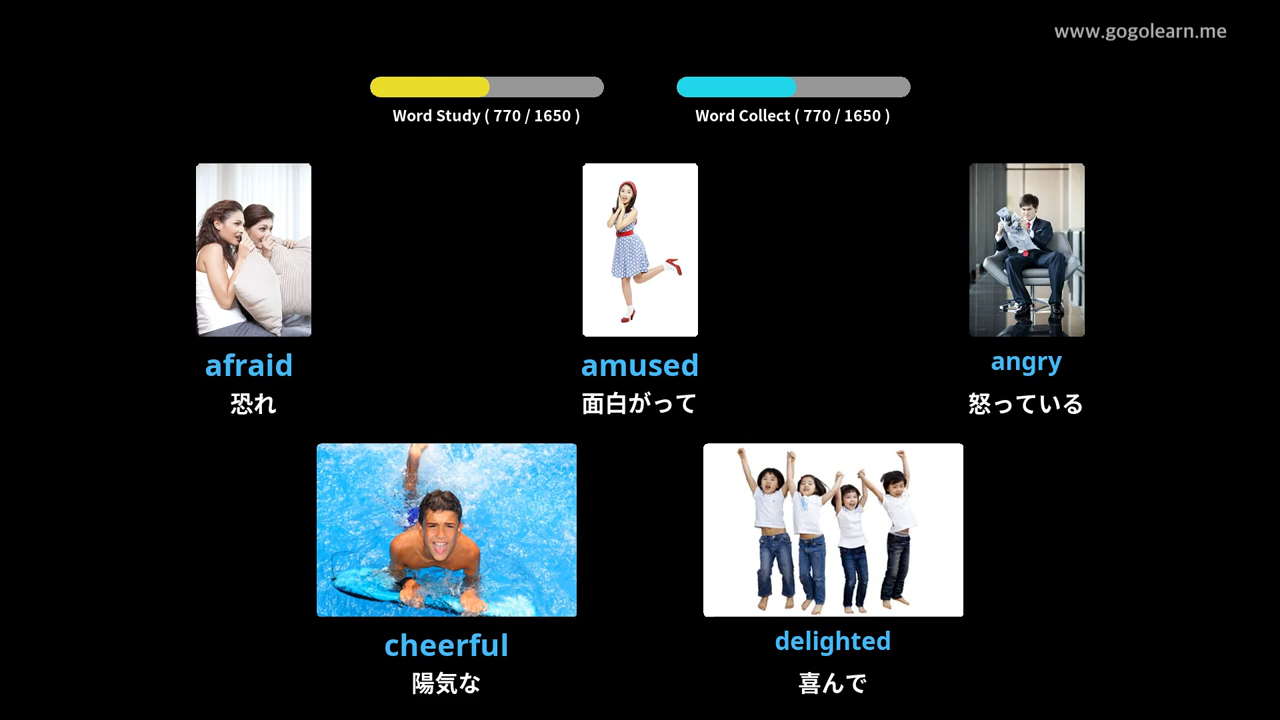 www.gogolearn.me
Word Study ( 770 / 1650 )
Word Collect ( 770 / 1650 )
afraid
恐れ
amused
面白がって
angry
怒っている
cheerful
陽気な
delighted
喜んで